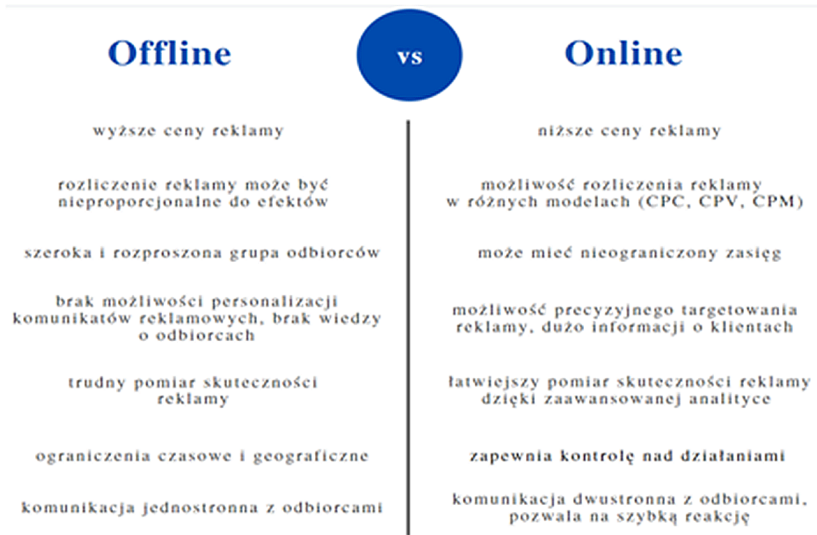 Offline
vs
Online
wyższe ceny reklamy
rozliczenie reklamy może być
nieproporcjonalne do efektów
szeroka i rozproszona grupa odbiorców
brak możliwości personalizacji
komunikatów reklamowych, brak wiedzy
o odbiorcach
trudny pomiar skuteczności
reklamy
ograniczenia czasowe i geograficzne
komunikacja jednostronna z odbiorcami
niższe ceny reklamy
możliwość rozliczenia reklamy
w różnych modelach (CPC, CPV, CPM)
może mieć nieograniczony zasięg
możliwość precyzyjnego targetowania
reklamy, dużo informacji o klientach
łatwiejszy pomiar skuteczności reklamy
dzięki zaawansowanej analityce
zapewnia kontrolę nad działaniami
komunikacja dwustronna z odbiorcami,
pozwala na szybką reakcję